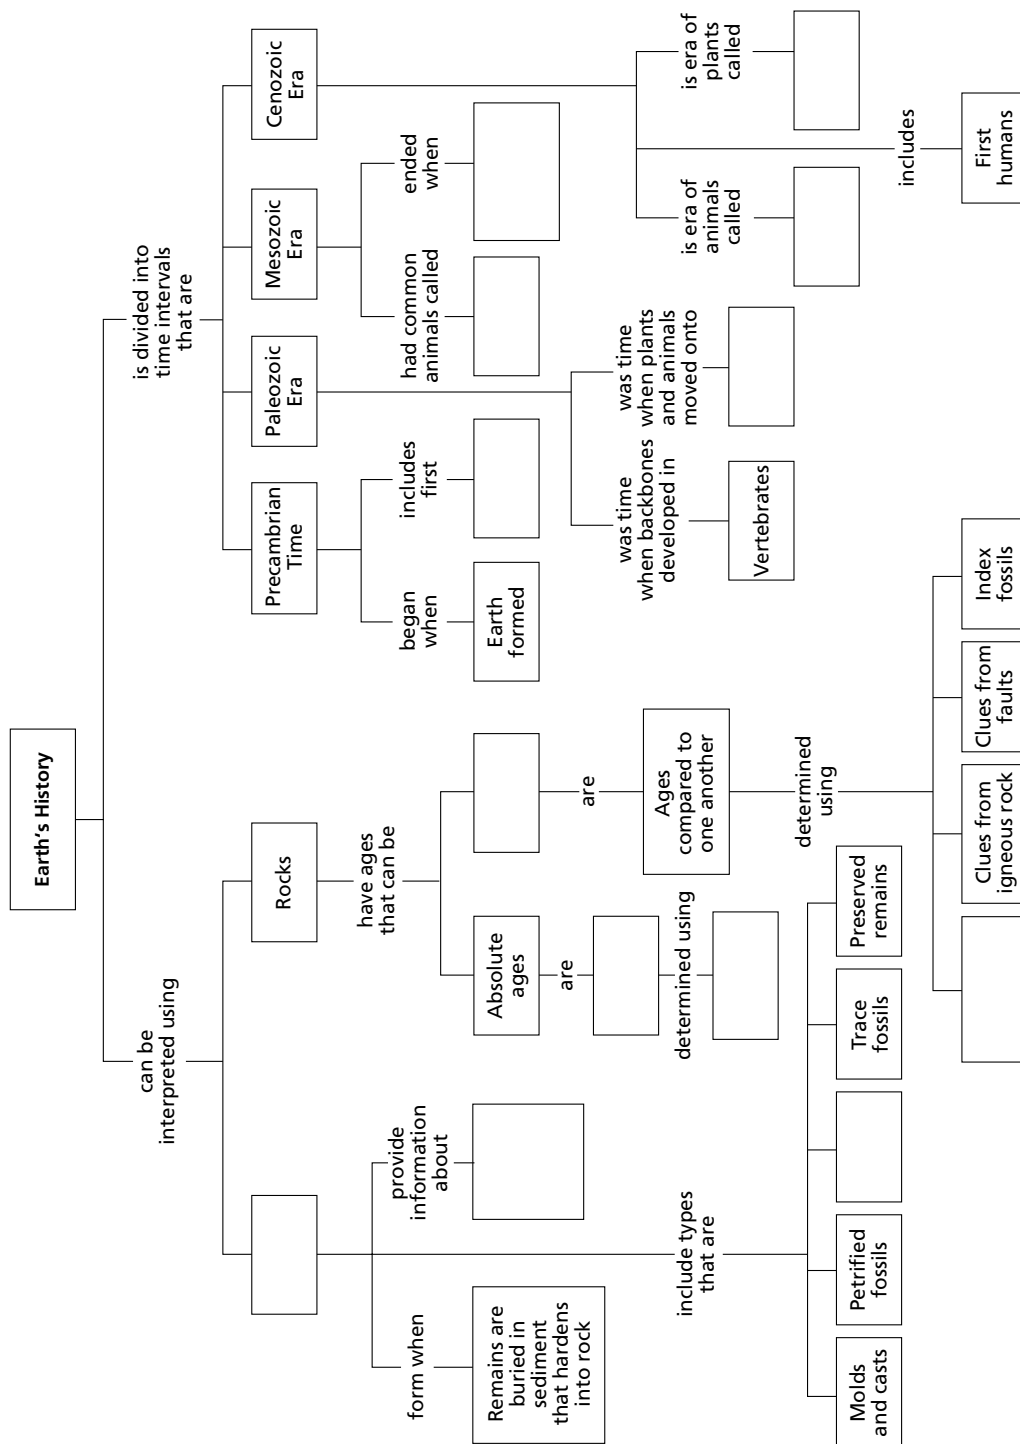 Earth's History
can be
interpreted using
is divided into
time intervals
that are
Rocks
Precambrian
Time
Paleozoic
Era
Mesozoic
Era
Cenozoic
Era
form when
provide
information
about
have ages
that can be
began
when
includes
first
had common
animals called
ended
when
Remains are
buried in
sediment
that hardens
into rock
Absolute
ages
Earth
formed
are
are
was time
when backbones
developed in
was time
when plants
and animals
moved onto
is era of
animals
called
is era of
plants
called
include types
that are
determined using
Ages
compared to
one another
Vertebrates
determined
using
includes
Molds
and casts
Petrified
fossils
Trace
fossils
Preserved
remains
Clues from
igneous rock
Clues from
faults
Index
fossils
First
humans